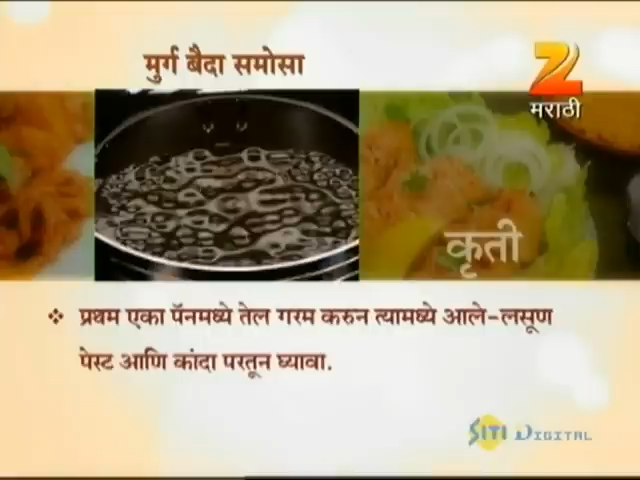 मुर्ग बैदा समोसा
मराठी
कृती
❖ प्रथम एका पॅनमध्ये तेल गरम करुन त्यामध्ये आले-लसूण
पेस्ट आणि कांदा परतून घ्यावा.
SITI DIGITAL